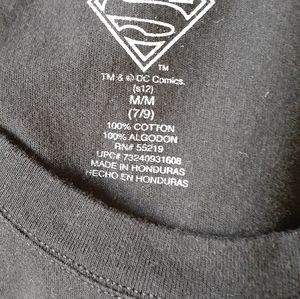 TM
TM & © DC Comics.
(s12)
M/M
(7/9)
100% COTTON
100% ALGODON
RN# 55219
UPC# 73240931608
MADE IN HONDURAS
HECHO EN HONDURAS